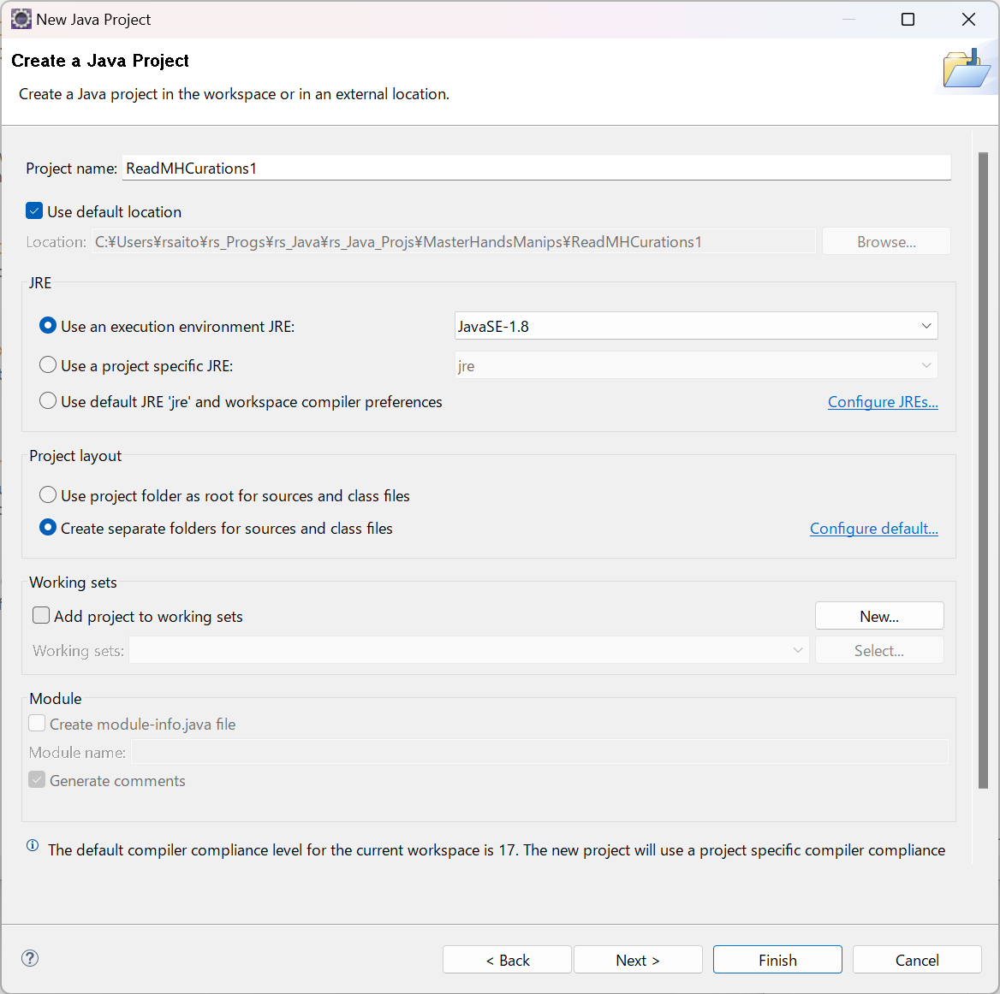 New Java Project
Create a Java Project
Create a Java project in the workspace or in an external location.
Project name: ReadMHCurations1
Use default location
Location: C:¥Users¥rsaito¥rs_Progs¥rs_Java¥rs_Java_Projs¥MasterHandsManips¥ReadMHCurations1 Browse...
JRE
Use an execution environment JRE: JavaSE-1.8
Use a project specific JRE: jre
Use default JRE 'jre' and workspace compiler preferences Configure JREs...
Project layout
Use project folder as root for sources and class files
Create separate folders for sources and class files Configure default...
Working sets
Add project to working sets New...
Working sets: Select...
Module
Create module-info.java file
Module name:
Generate comments
The default compiler compliance level for the current workspace is 17. The new project will use a project specific compiler compliance
< Back Next > Finish Cancel